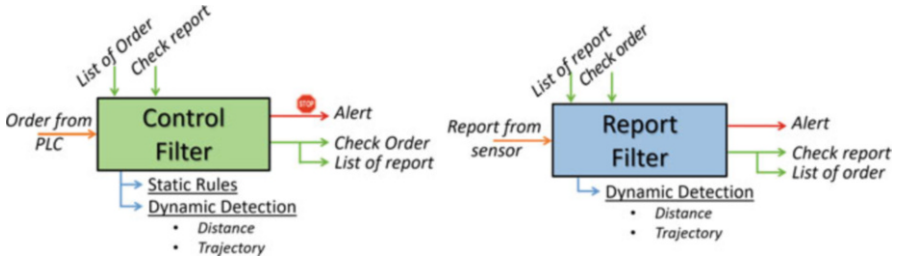 List of Order
Check report
Order from
PLC
Control
Filter
STOP
Alert
Check Order
List of report
Static Rules
Dynamic Detection
• Distance
• Trajectory
List of report
Check order
Report from
sensor
Report
Filter
Alert
Check report
List of order
Dynamic Detection
• Distance
• Trajectory